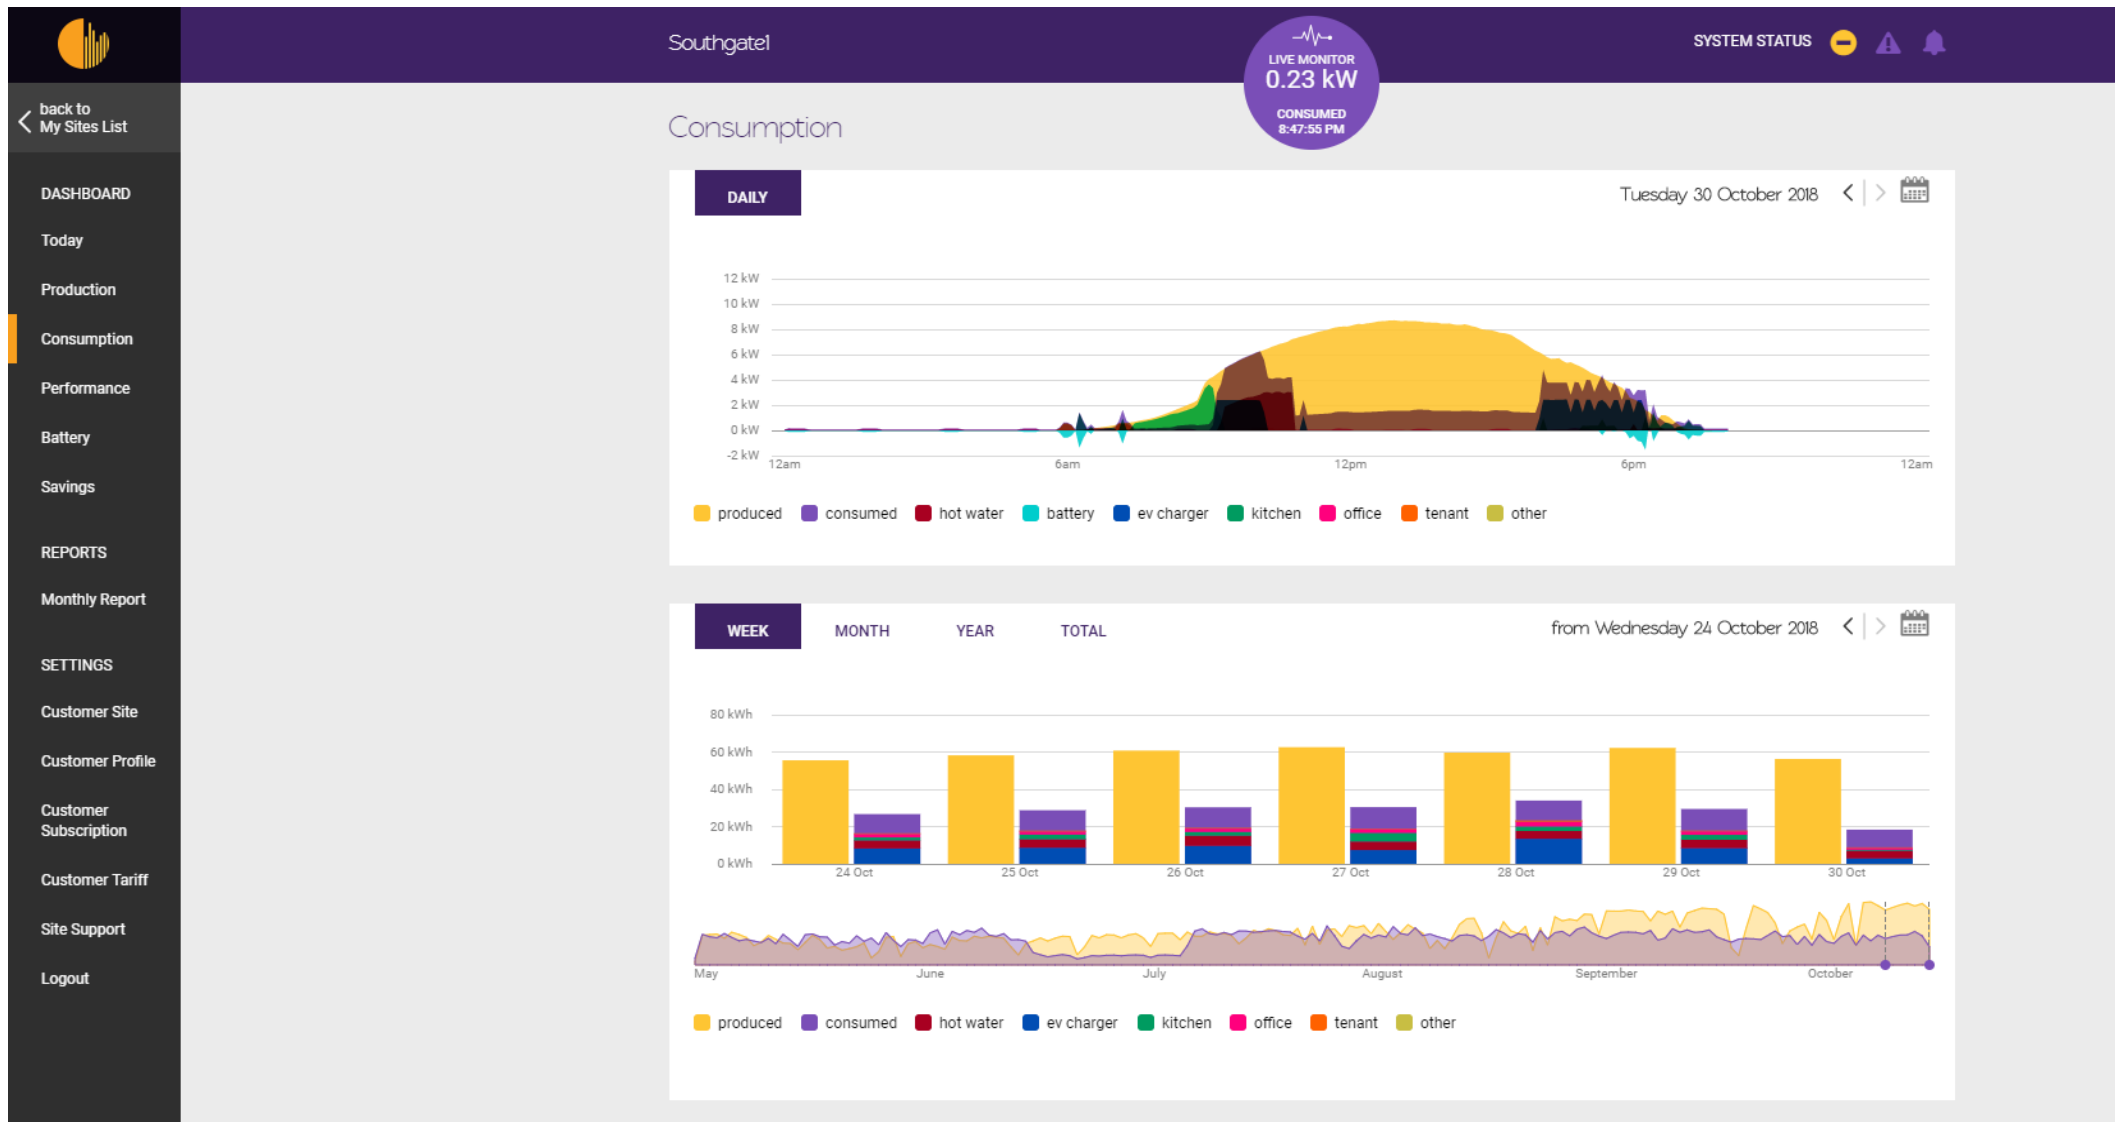 Southgate1
LIVE MONITOR
0.23 kW
CONSUMED
8:47:55 PM
SYSTEM STATUS
back to
My Sites List
DASHBOARD
Today
Production
Consumption
Performance
Battery
Savings
REPORTS
Monthly Report
SETTINGS
Customer Site
Customer Profile
Customer
Subscription
Customer Tariff
Site Support
Logout
Consumption
DAILY
Tuesday 30 October 2018
12 kW
10 kW
8 kW
6 kW
4 kW
2 kW
0 kW
-2 kW
12am 6am 12pm 6pm 12am
produced consumed hot water battery ev charger kitchen office tenant other
WEEK MONTH YEAR TOTAL
from Wednesday 24 October 2018
80 kWh
60 kWh
40 kWh
20 kWh
0 kWh
24 Oct 25 Oct 26 Oct 27 Oct 28 Oct 29 Oct 30 Oct
May June July August September October
produced consumed hot water ev charger kitchen office tenant other